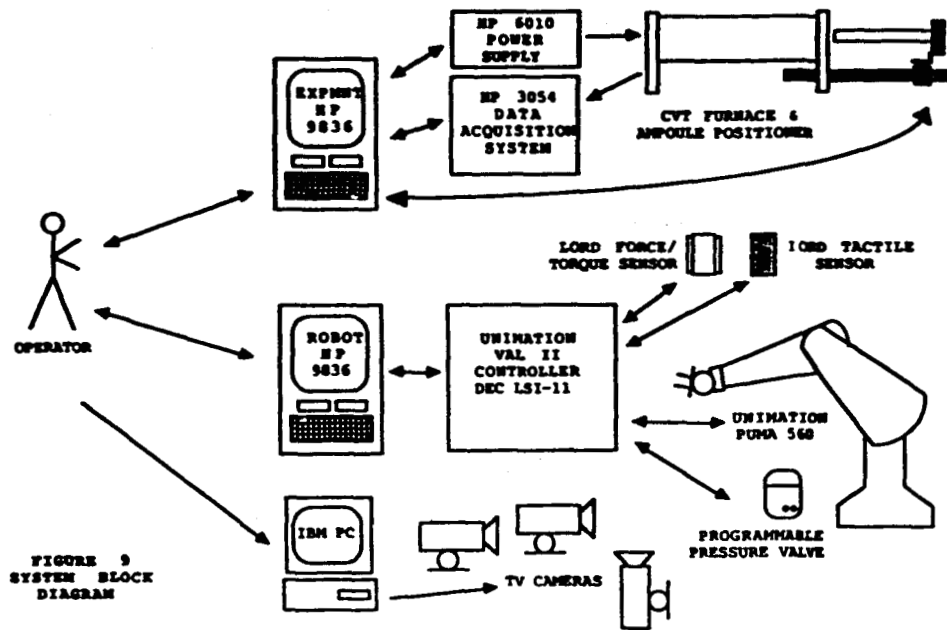 HP 6010
POWER
SUPPLY
EXPMNT
HP
9836
HP 3054
DATA
ACQUISITION
SYSTEM
CVT FURNACE &
AMPOULE POSITIONER
LORD FORCE/
TORQUE SENSOR
LORD TACTILE
SENSOR
OPERATOR
ROBOT
HP
9836
UNIMATION
VAL II
CONTROLLER
DEC LSI-11
UNIMATION
PUMA 560
PROGRAMMABLE
PRESSURE VALVE
IBM PC
TV CAMERAS
FIGURE 9
SYSTEM BLOCK
DIAGRAM